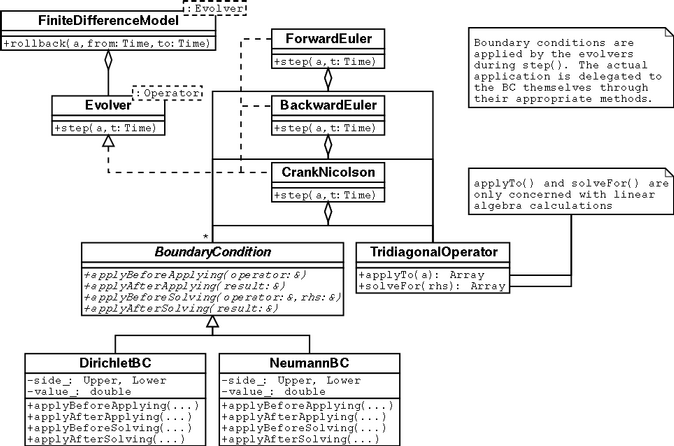 : Evolver
FiniteDifferenceModel
+rollback(a,from:Time,to:Time)
: Operator
Evolver
+step(a,t:Time)
ForwardEuler
+step(a,t:Time)
BackwardEuler
+step(a,t:Time)
CrankNicolson
+step(a,t:Time)
Boundary conditions are
applied by the evolvers
during step(). The actual
application is delegated to
the BC themselves through
their appropriate methods.
applyTo() and solveFor() are
only concerned with linear
algebra calculations
*
BoundaryCondition
+applyBeforeApplying(operator:&)
+applyAfterApplying(result:&)
+applyBeforeSolving(operator:&,rhs:&)
+applyAfterSolving(result:&)
TridiagonalOperator
+applyTo(a): Array
+solveFor(rhs): Array
DirichletBC
-side_: Upper, Lower
-value_: double
+applyBeforeApplying(...)
+applyAfterApplying(...)
+applyBeforeSolving(...)
+applyAfterSolving(...)
NeumannBC
-side_: Upper, Lower
-value_: double
+applyBeforeApplying(...)
+applyAfterApplying(...)
+applyBeforeSolving(...)
+applyAfterSolving(...)